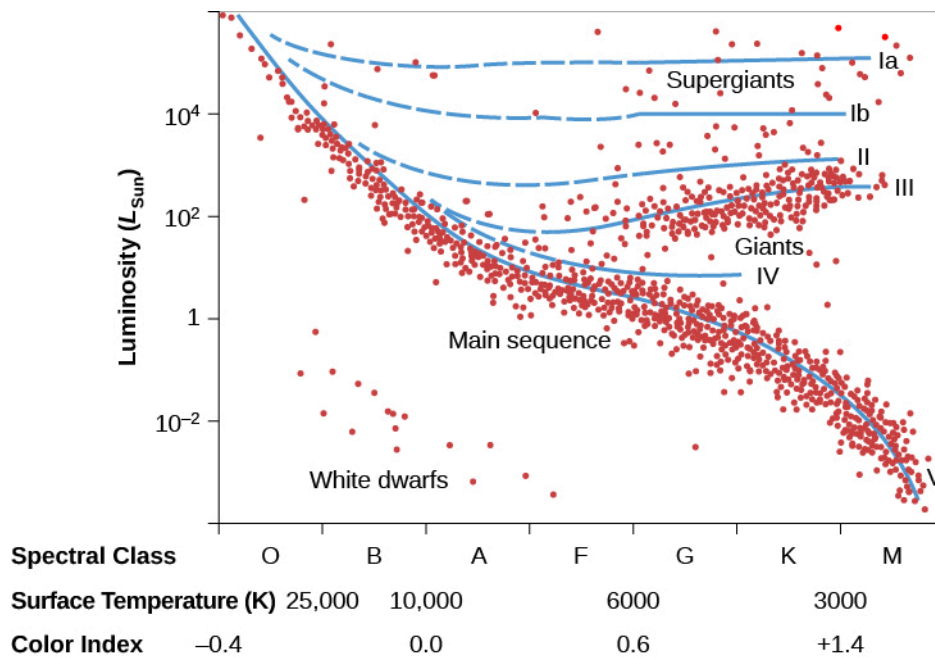 Ia
Supergiants
10⁴
Ib
II
Luminosity (L_Sun)
III
10²
Giants
IV
1
Main sequence
10⁻²
White dwarfs
V
Spectral Class O B A F G K M
Surface Temperature (K) 25,000 10,000 6000 3000
Color Index –0.4 0.0 0.6 +1.4